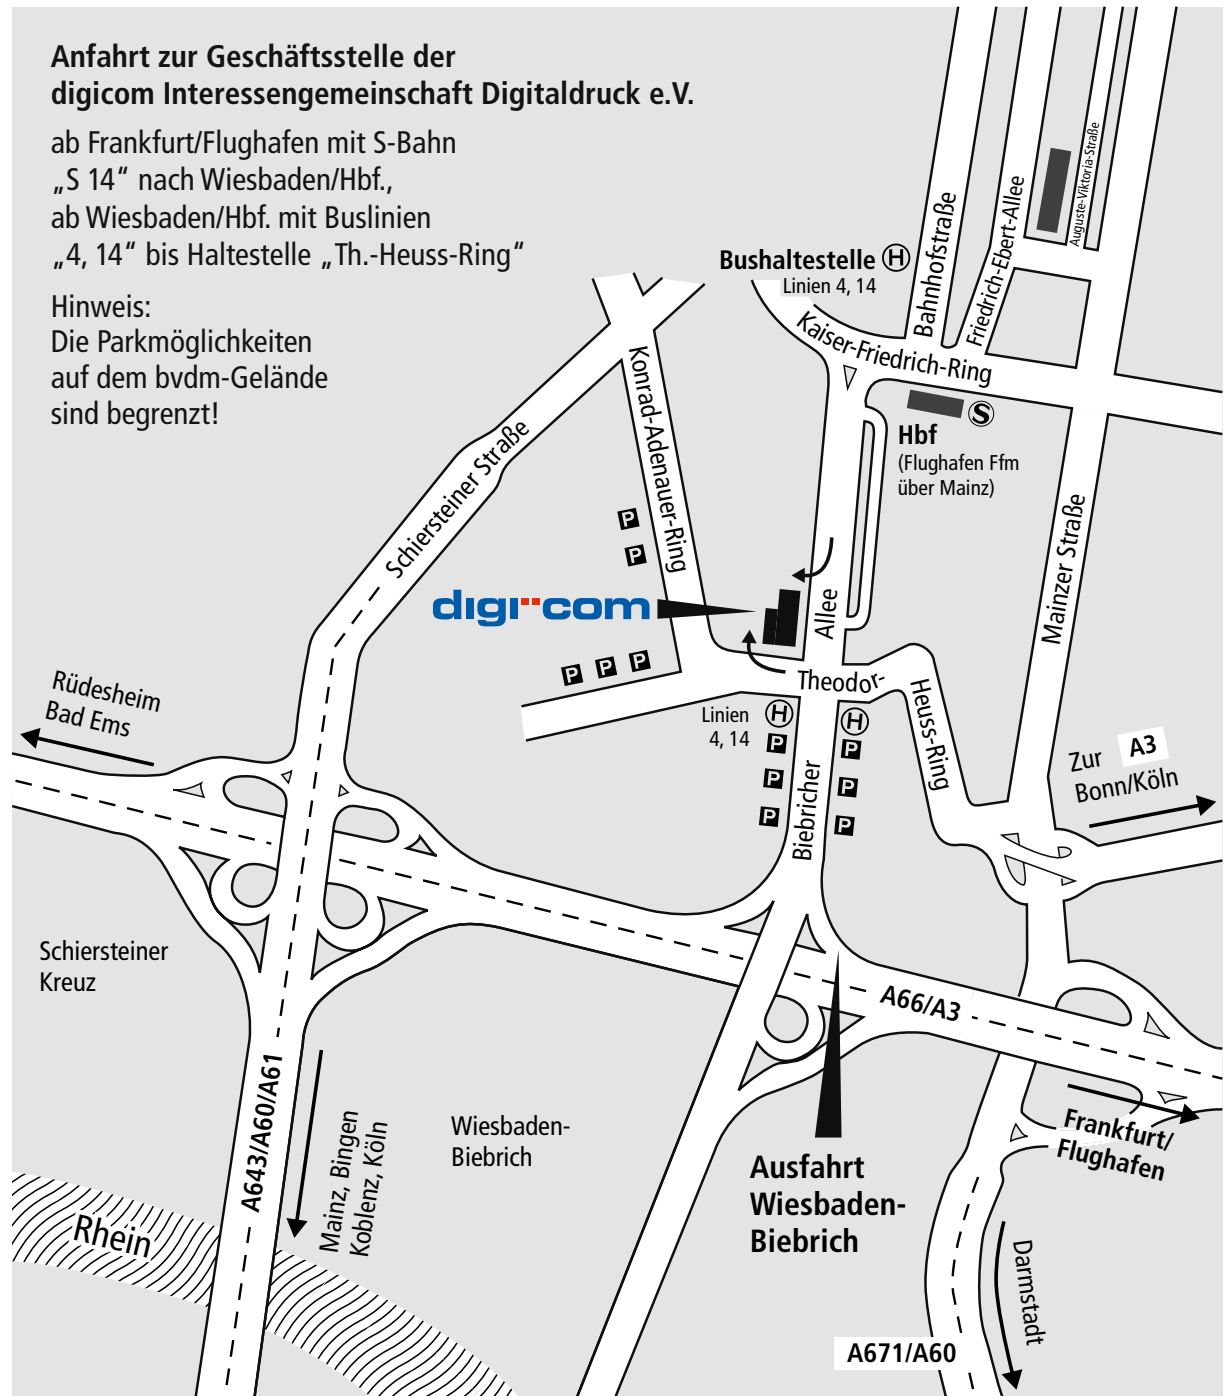 Anfahrt zur Geschäftsstelle der
digicom Interessengemeinschaft Digitaldruck e.V.
ab Frankfurt/Flughafen mit S-Bahn
„S 14“ nach Wiesbaden/Hbf.,
ab Wiesbaden/Hbf. mit Buslinien
„4, 14“ bis Haltestelle „Th.-Heuss-Ring“
Hinweis:
Die Parkmöglichkeiten
auf dem bvdm-Gelände
sind begrenzt!
Auguste-Viktoria-Straße
Friedrich-Ebert-Allee
Bahnhofstraße
Bushaltestelle H
Linien 4, 14
Kaiser-Friedrich-Ring
S
Hbf
(Flughafen Ffm
über Mainz)
Konrad-Adenauer-Ring
Schiersteiner Straße
Mainzer Straße
P
P
digicom
Allee
P P P
Theodor-
Heuss-Ring
Linien
4, 14
H
H
P
P
P
P
P
P
Biebricher
Rüdesheim
Bad Ems
Zur A3
Bonn/Köln
Schiersteiner
Kreuz
A66/A3
A643/A60/A61
Mainz, Bingen
Koblenz, Köln
Wiesbaden-
Biebrich
Ausfahrt
Wiesbaden-
Biebrich
Frankfurt/
Flughafen
Rhein
Darmstadt
A671/A60